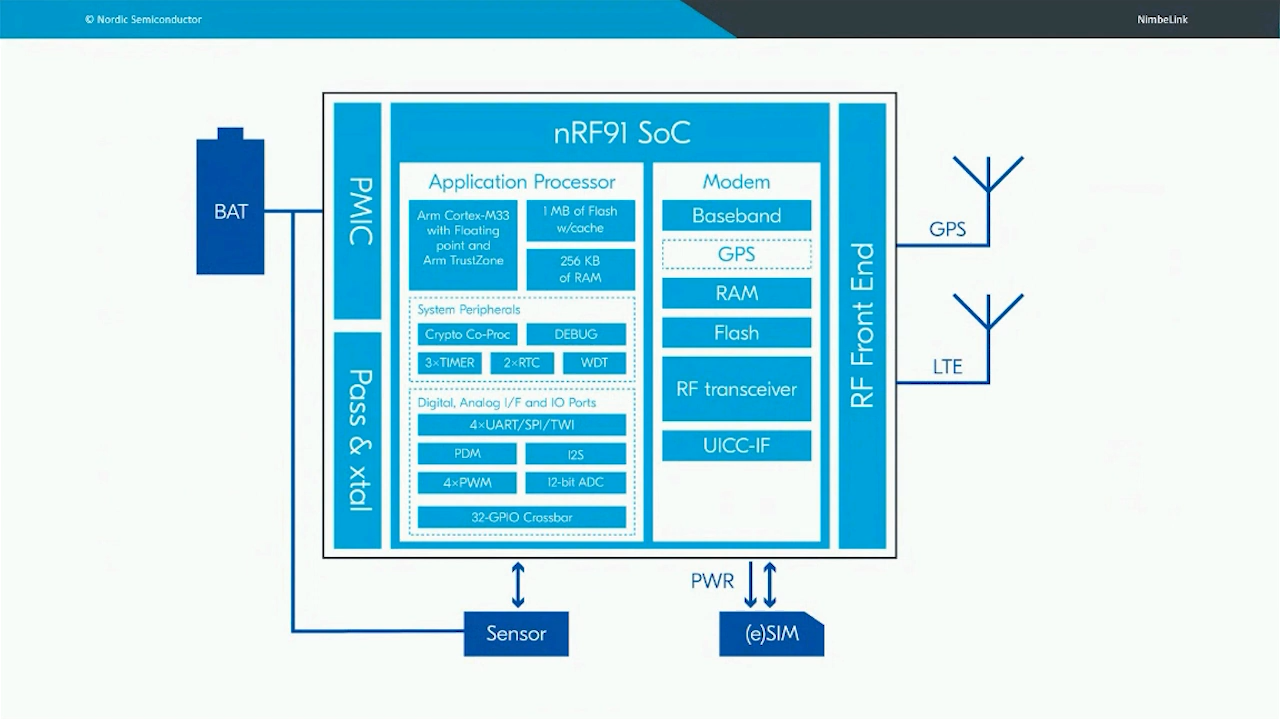 © Nordic Semiconductor
NimbeLink
BAT
PMIC
Pass & xtal
nRF91 SoC
Application Processor
Arm Cortex-M33
with Floating
point and
Arm TrustZone
1 MB of Flash
w/cache
256 KB
of RAM
System Peripherals
Crypto Co-Proc
DEBUG
3×TIMER
2×RTC
WDT
Digital, Analog I/F and IO Ports
4×UART/SPI/TWI
PDM
I2S
4×PWM
12-bit ADC
32-GPIO Crossbar
Modem
Baseband
GPS
RAM
Flash
RF transceiver
UICC-IF
RF Front End
GPS
LTE
PWR
Sensor
(e)SIM